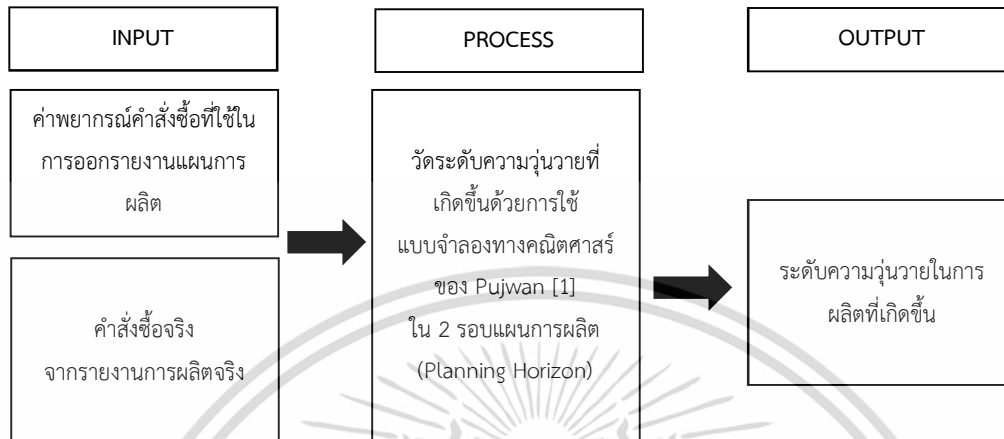 INPUT
ค่าพยากรณ์คำสั่งซื้อที่ใช้ใน
การออกรายงานแผนการ
ผลิต
คำสั่งซื้อจริง
จากรายงานการผลิตจริง
PROCESS
วัดระดับความวุ่นวายที่
เกิดขึ้นด้วยการใช้
แบบจำลองทางคณิตศาสร์
ของ Pujwan [1]
ใน 2 รอบแผนการผลิต
(Planning Horizon)
OUTPUT
ระดับความวุ่นวายในการ
ผลิตที่เกิดขึ้น